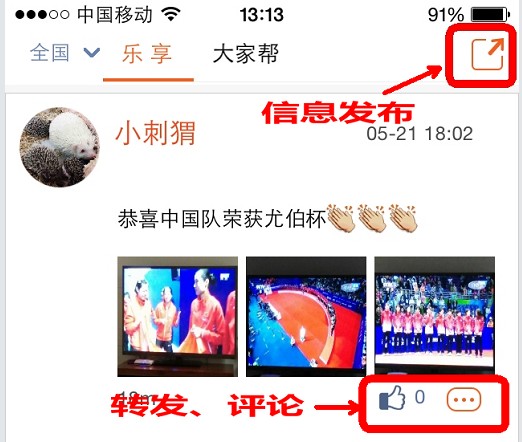 中国移动 13:13 91%
全国 乐享 大家帮
信息发布
小刺猬 05-21 18:02
恭喜中国队荣获尤伯杯👏👏👏
转发、评论 0